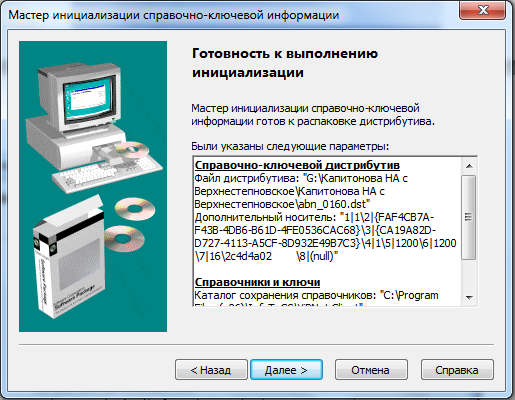 Мастер инициализации справочно-ключевой информации
Готовность к выполнению
инициализации
Мастер инициализации справочно-ключевой
информации готов к распаковке дистрибутива.
Были указаны следующие параметры:
Справочно-ключевой дистрибутив
Файл дистрибутива: "G:\Капитонова НА с
Верхнестепновское\Капитонова НА с
Верхнестепновское\abn_0160.dst"
Дополнительный носитель: "1|1\2|{FAF4CB7A-
F43B-4DB6-B61D-4FE0536CAC68}\3|{CA19A82D-
D727-4113-A5CF-8D932E49B7C3}\4|1\5|1200\6|1200
\7|16\2c4d4a02 \8|(null)"
Справочники и ключи
Каталог сохранения справочников: "C:\Program
< Назад
Далее >
Отмена
Справка